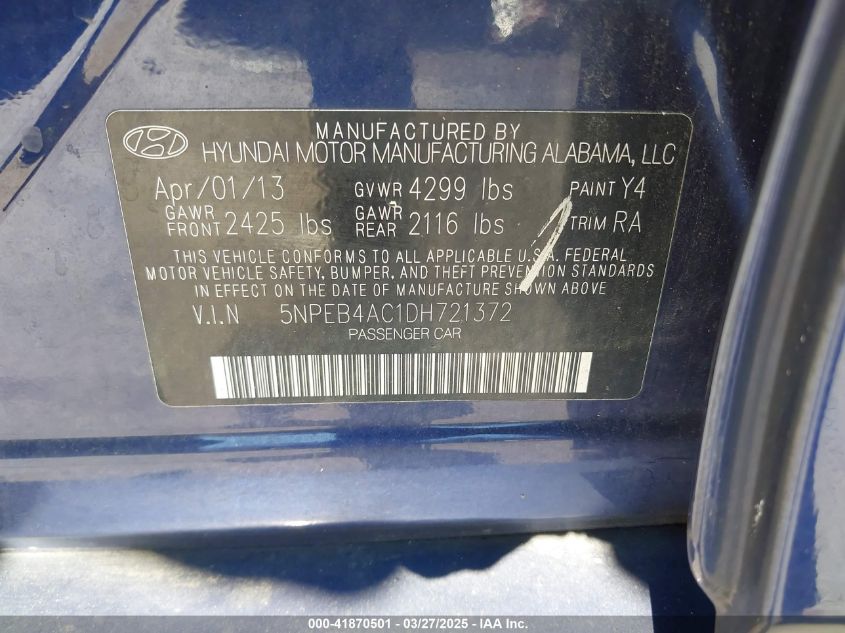 MANUFACTURED BY
HYUNDAI MOTOR MANUFACTURING ALABAMA, LLC
Apr/01/13 GVWR 4299 lbs PAINT Y4
GAWR FRONT 2425 lbs GAWR REAR 2116 lbs TRIM RA
THIS VEHICLE CONFORMS TO ALL APPLICABLE U.S.A. FEDERAL
MOTOR VEHICLE SAFETY, BUMPER, AND THEFT PREVENTION STANDARDS
IN EFFECT ON THE DATE OF MANUFACTURE SHOWN ABOVE
V.I.N 5NPEB4AC1DH721372
PASSENGER CAR
000-41870501 - 03/27/2025 - IAA Inc.